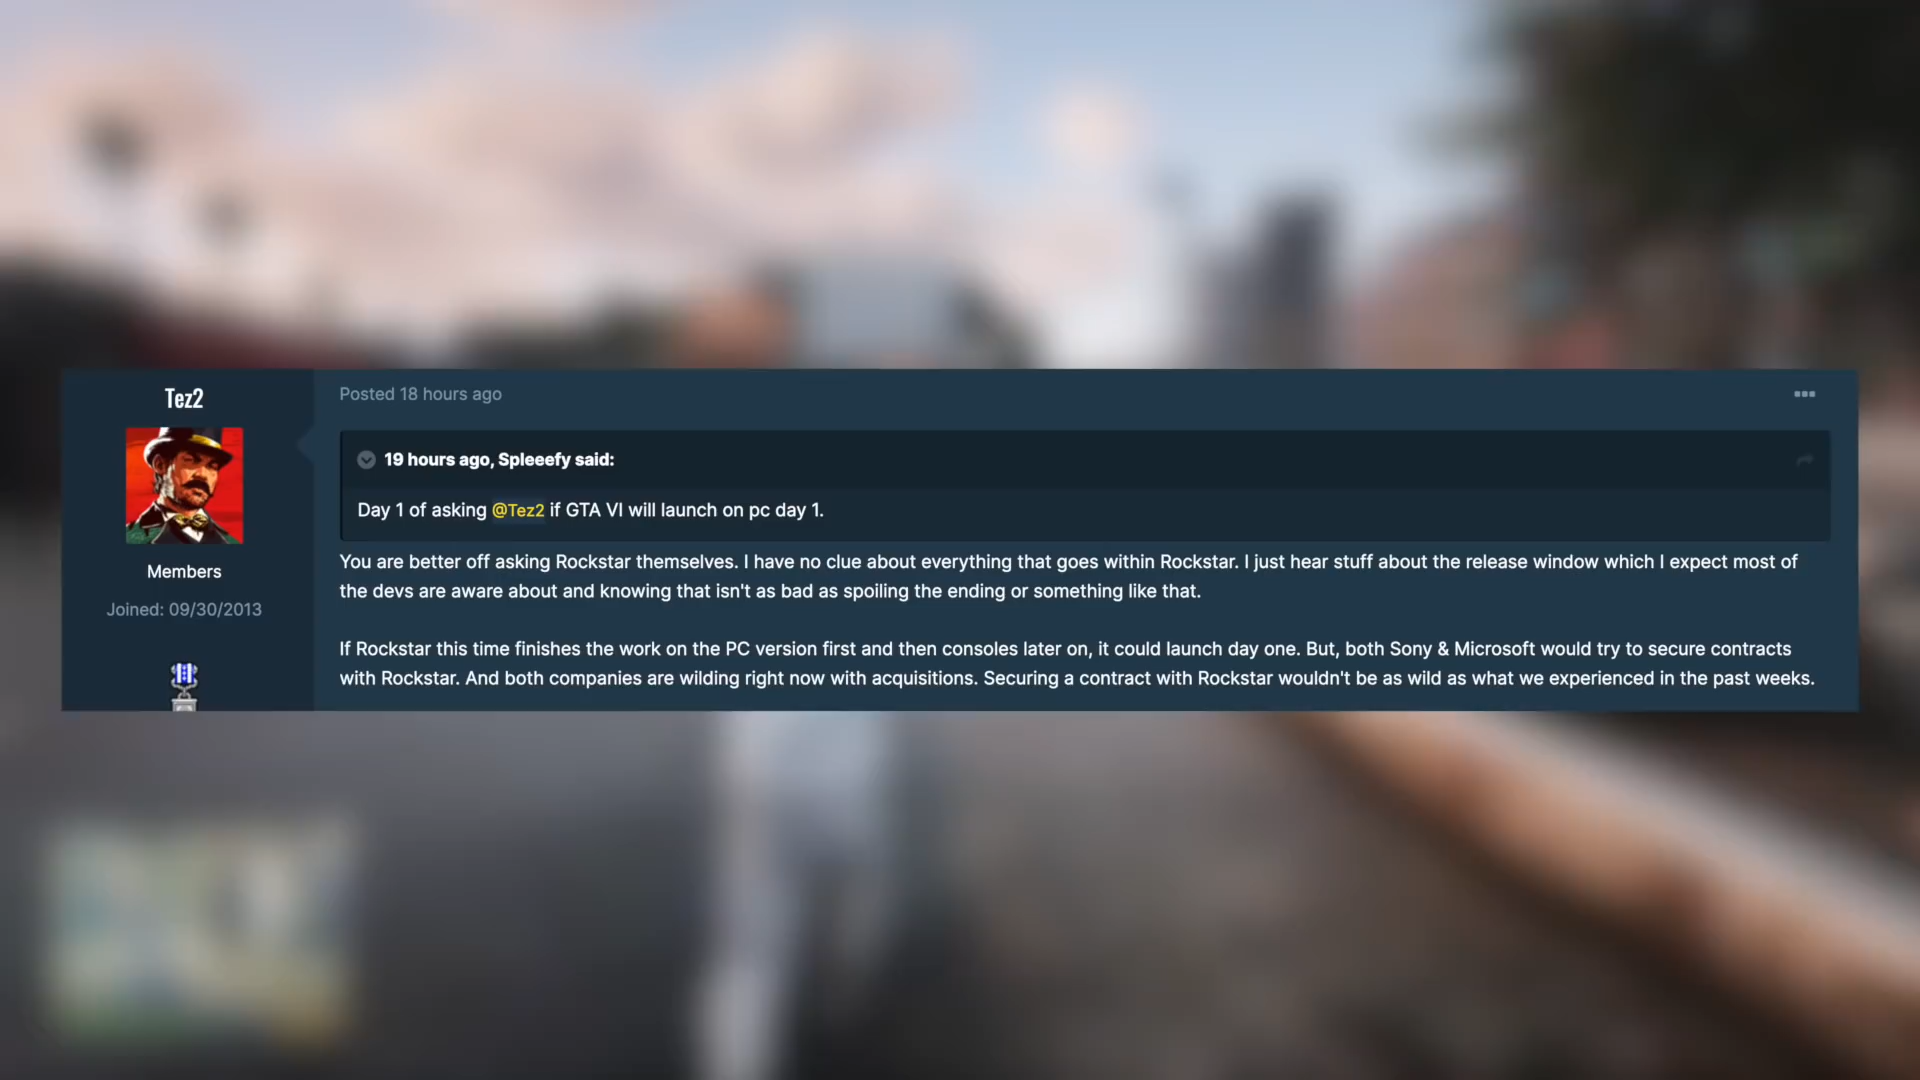 Tez2
Members
Joined: 09/30/2013
Posted 18 hours ago
19 hours ago, Spleeefy said:
Day 1 of asking @Tez2 if GTA VI will launch on pc day 1.
You are better off asking Rockstar themselves. I have no clue about everything that goes within Rockstar. I just hear stuff about the release window which I expect most of
the devs are aware about and knowing that isn't as bad as spoiling the ending or something like that.
If Rockstar this time finishes the work on the PC version first and then consoles later on, it could launch day one. But, both Sony & Microsoft would try to secure contracts
with Rockstar. And both companies are wilding right now with acquisitions. Securing a contract with Rockstar wouldn't be as wild as what we experienced in the past weeks.